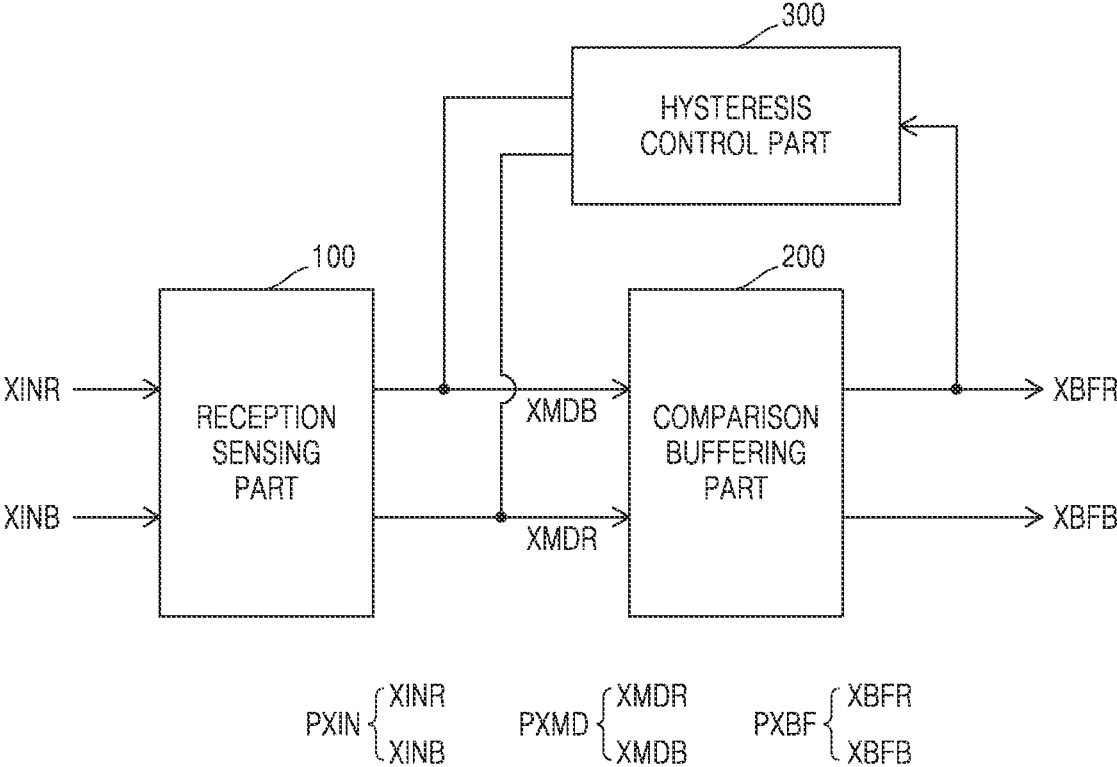 300
HYSTERESIS
CONTROL PART
100
200
XINR
XINB
RECEPTION
SENSING
PART
XMDB
XMDR
COMPARISON
BUFFERING
PART
XBFR
XBFB
PXIN { XINR
XINB
PXMD { XMDR
XMDB
PXBF { XBFR
XBFB